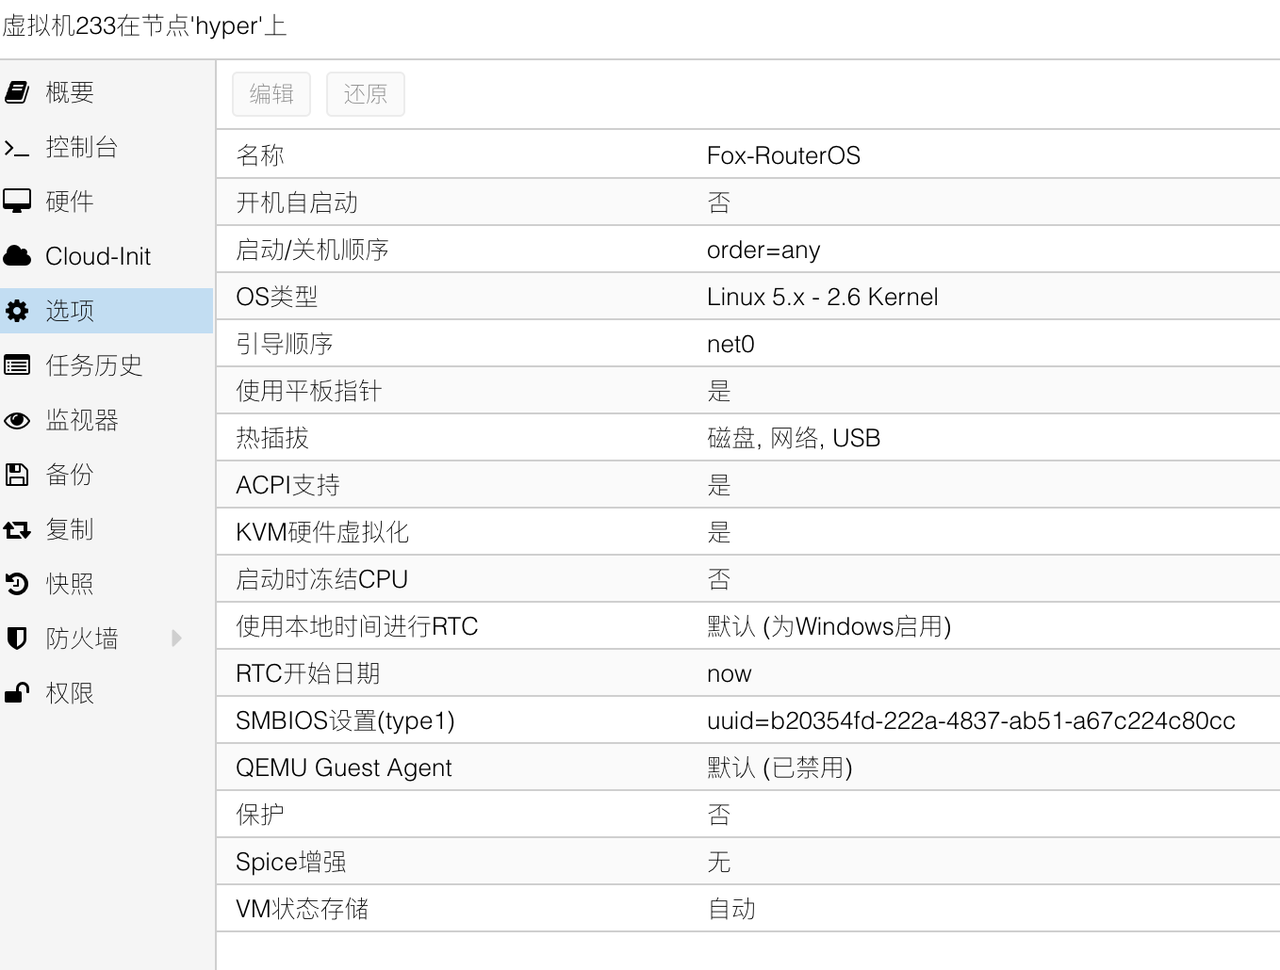 虚拟机233在节点'hyper'上
概要
控制台
硬件
Cloud-Init
选项
任务历史
监视器
备份
复制
快照
防火墙
权限
编辑 还原
名称 Fox-RouterOS
开机自启动 否
启动/关机顺序 order=any
OS类型 Linux 5.x - 2.6 Kernel
引导顺序 net0
使用平板指针 是
热插拔 磁盘, 网络, USB
ACPI支持 是
KVM硬件虚拟化 是
启动时冻结CPU 否
使用本地时间进行RTC 默认 (为Windows启用)
RTC开始日期 now
SMBIOS设置(type1) uuid=b20354fd-222a-4837-ab51-a67c224c80cc
QEMU Guest Agent 默认 (已禁用)
保护 否
Spice增强 无
VM状态存储 自动